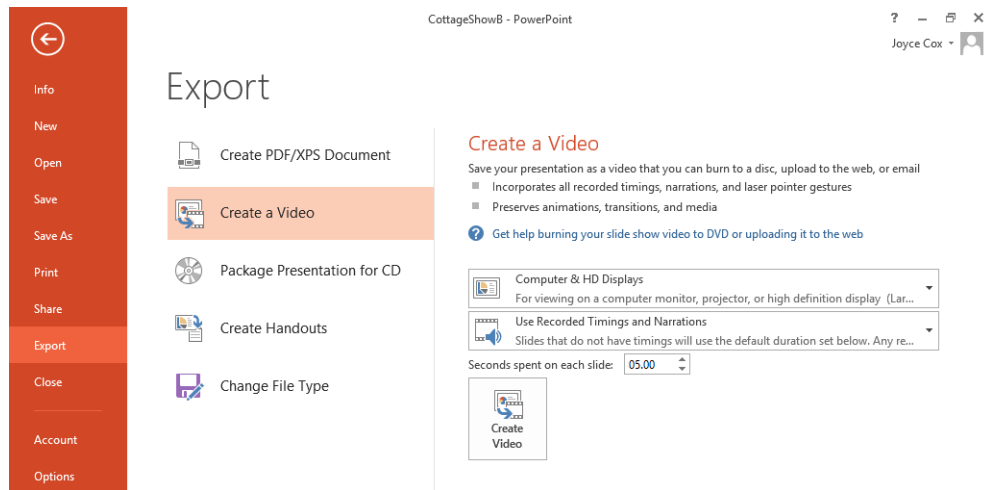 CottageShowB - PowerPoint
?
Joyce Cox
Info
New
Open
Save
Save As
Print
Share
Export
Close
Account
Options
Export
Create PDF/XPS Document
Create a Video
Package Presentation for CD
Create Handouts
Change File Type
Create a Video
Save your presentation as a video that you can burn to a disc, upload to the web, or email
Incorporates all recorded timings, narrations, and laser pointer gestures
Preserves animations, transitions, and media
? Get help burning your slide show video to DVD or uploading it to the web
Computer & HD Displays
For viewing on a computer monitor, projector, or high definition display (Lar...
Use Recorded Timings and Narrations
Slides that do not have timings will use the default duration set below. Any re...
Seconds spent on each slide: 05.00
Create
Video